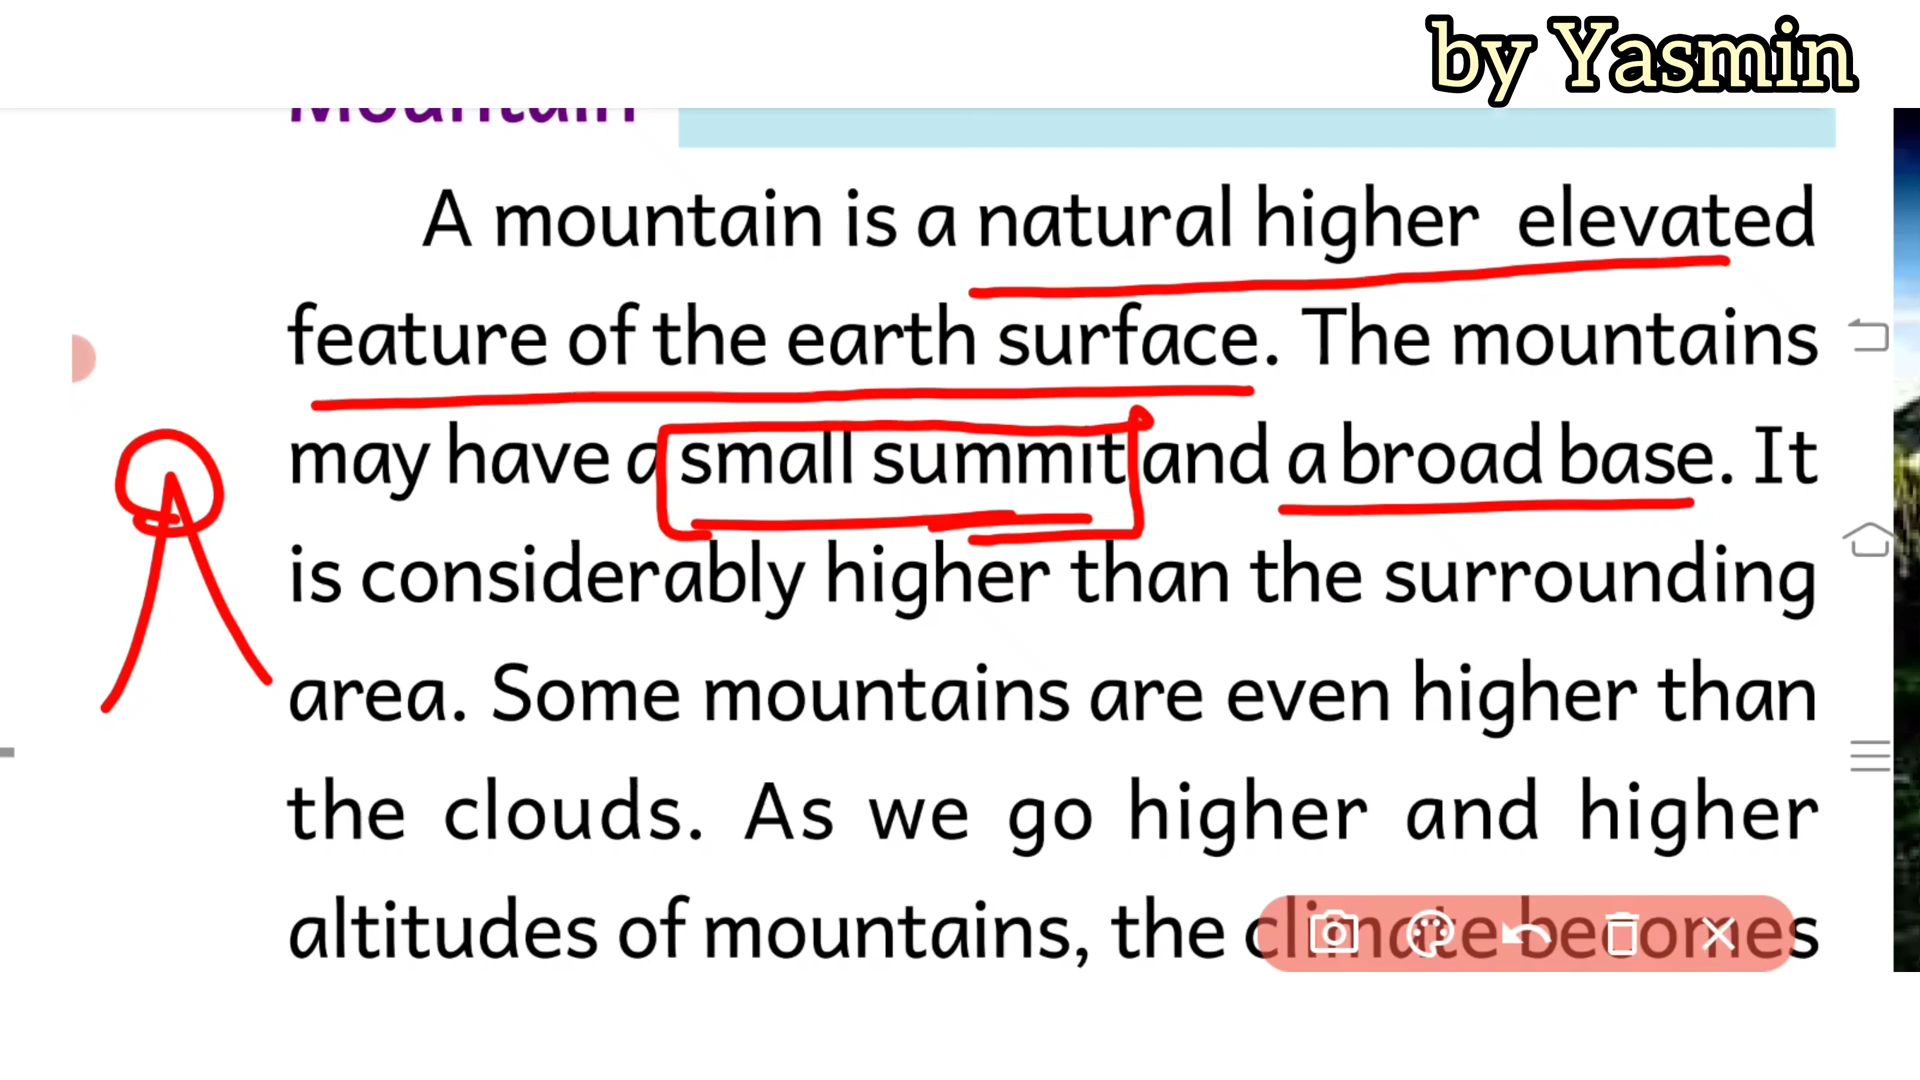 by Yasmin
Mountain
A mountain is a natural higher elevated
feature of the earth surface. The mountains
may have a small summit and a broad base. It
is considerably higher than the surrounding
area. Some mountains are even higher than
the clouds. As we go higher and higher
altitudes of mountains, the climate becomes